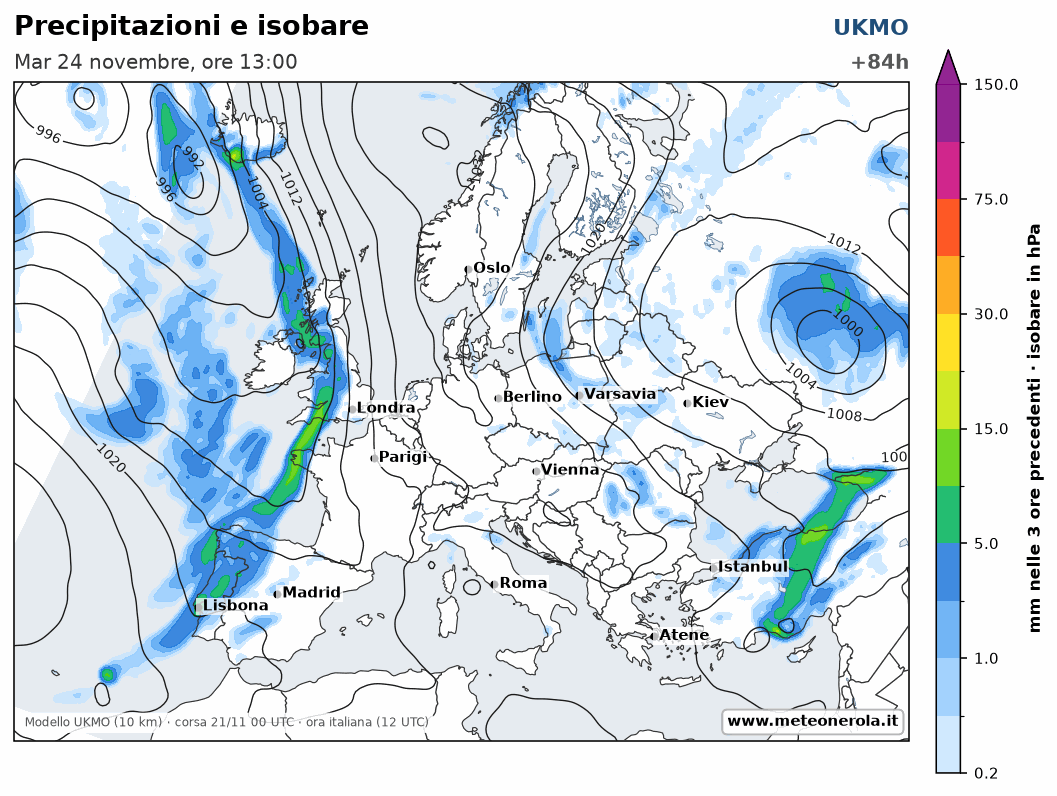 Precipitazioni e isobare
UKMO
Mar 24 novembre, ore 13:00
+84h
150.0
75.0
30.0
15.0
5.0
1.0
0.2
mm nelle 3 ore precedenti · isobare in hPa
996
992
996
1004
1012
1020
1012
1000
1004
1008
100
1020
Oslo
Berlino
Varsavia
Kiev
Londra
Parigi
Vienna
Istanbul
Roma
Madrid
Lisbona
Atene
Modello UKMO (10 km) · corsa 21/11 00 UTC · ora italiana (12 UTC)
www.meteonerola.it